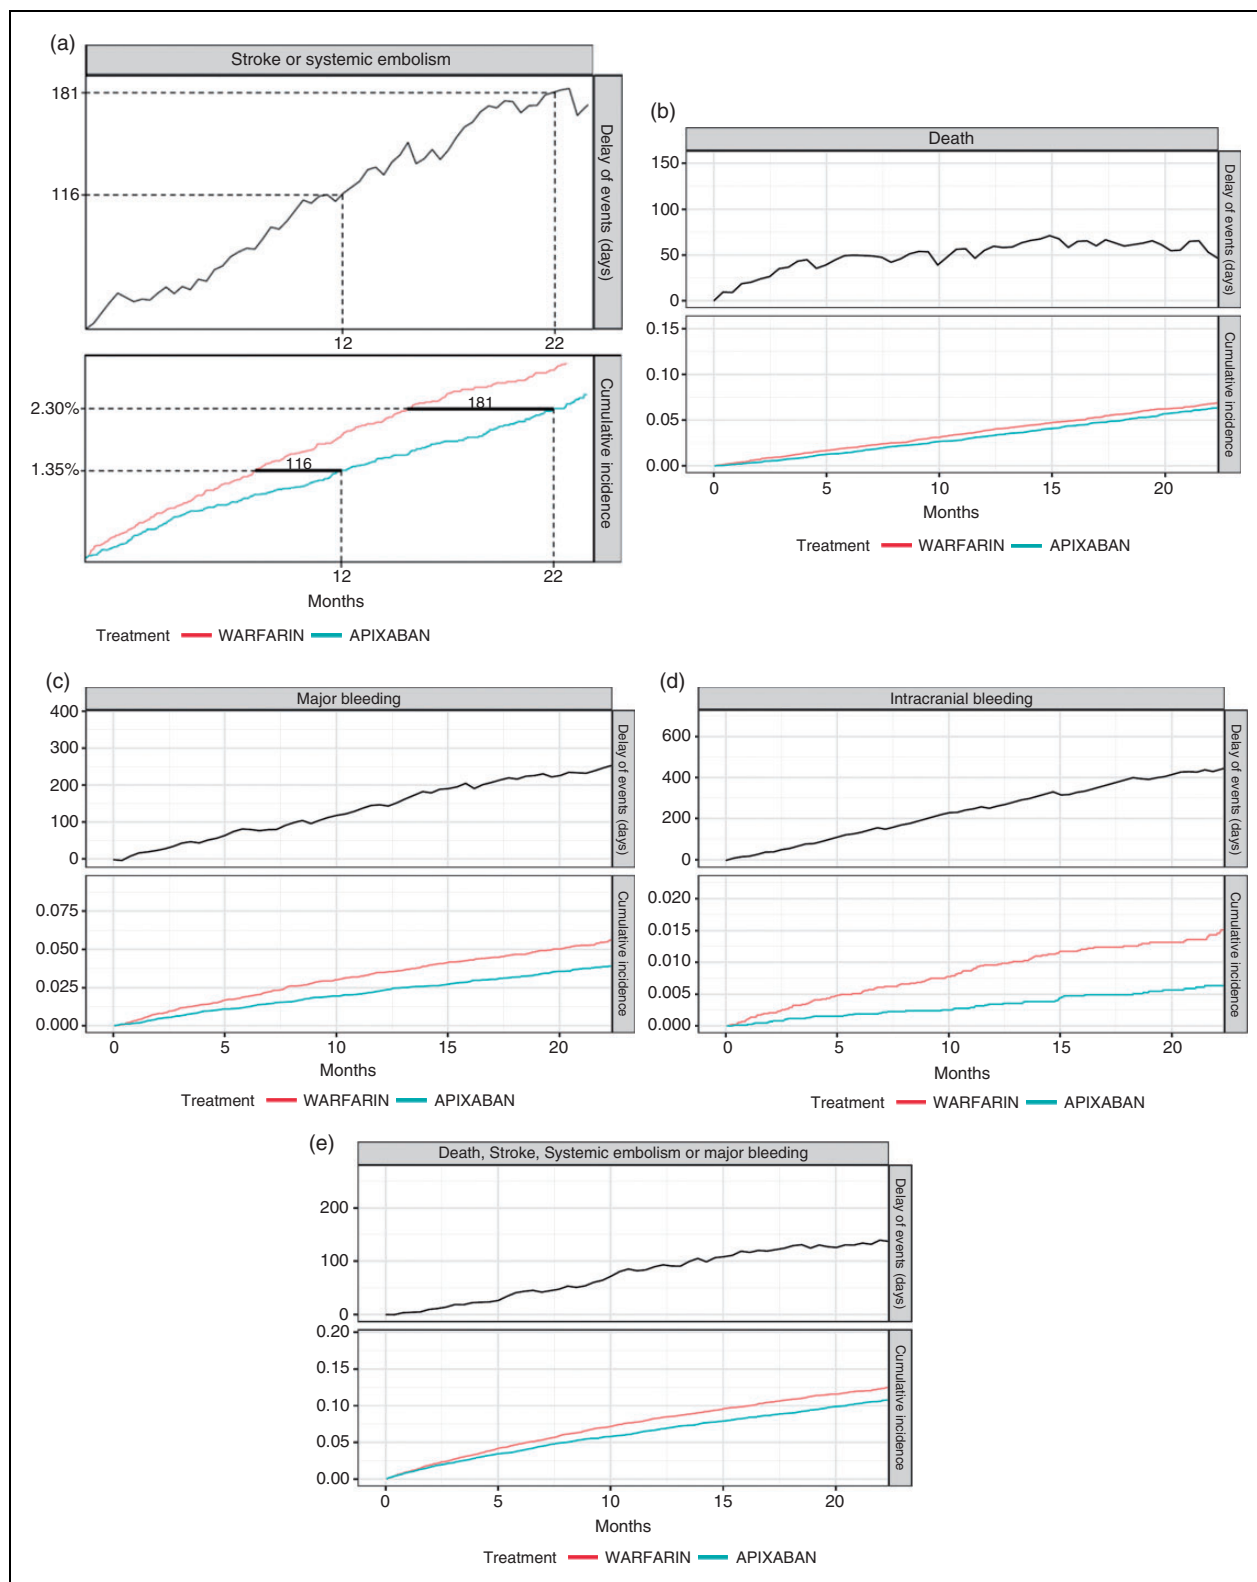 (a)
Stroke or systemic embolism
181
116
Delay of events (days)
12 22
2.30%
1.35%
181
116
Cumulative incidence
12 22
Months
Treatment WARFARIN APIXABAN
(b)
Death
150
100
50
0
Delay of events (days)
0.15
0.10
0.05
0.00
Cumulative incidence
0 5 10 15 20
Months
Treatment WARFARIN APIXABAN
(c)
Major bleeding
400
300
200
100
0
Delay of events (days)
0.075
0.050
0.025
0.000
Cumulative incidence
0 5 10 15 20
Months
Treatment WARFARIN APIXABAN
(d)
Intracranial bleeding
600
400
200
0
Delay of events (days)
0.020
0.015
0.010
0.005
0.000
Cumulative incidence
0 5 10 15 20
Months
Treatment WARFARIN APIXABAN
(e)
Death, Stroke, Systemic embolism or major bleeding
200
100
0
Delay of events (days)
0.20
0.15
0.10
0.05
0.00
Cumulative incidence
0 5 10 15 20
Months
Treatment WARFARIN APIXABAN